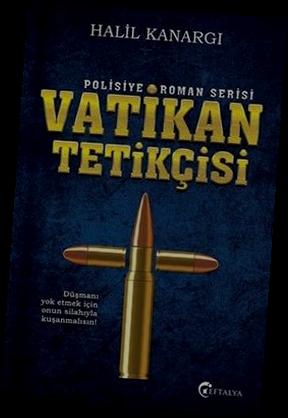 HALİL KANARGI
POLİSİYE ROMAN SERİSİ
VATİKAN
TETİKÇİSİ
Düşmanı
yok etmek için
onun silahıyla
kuşanmalısın!
EFTALYA